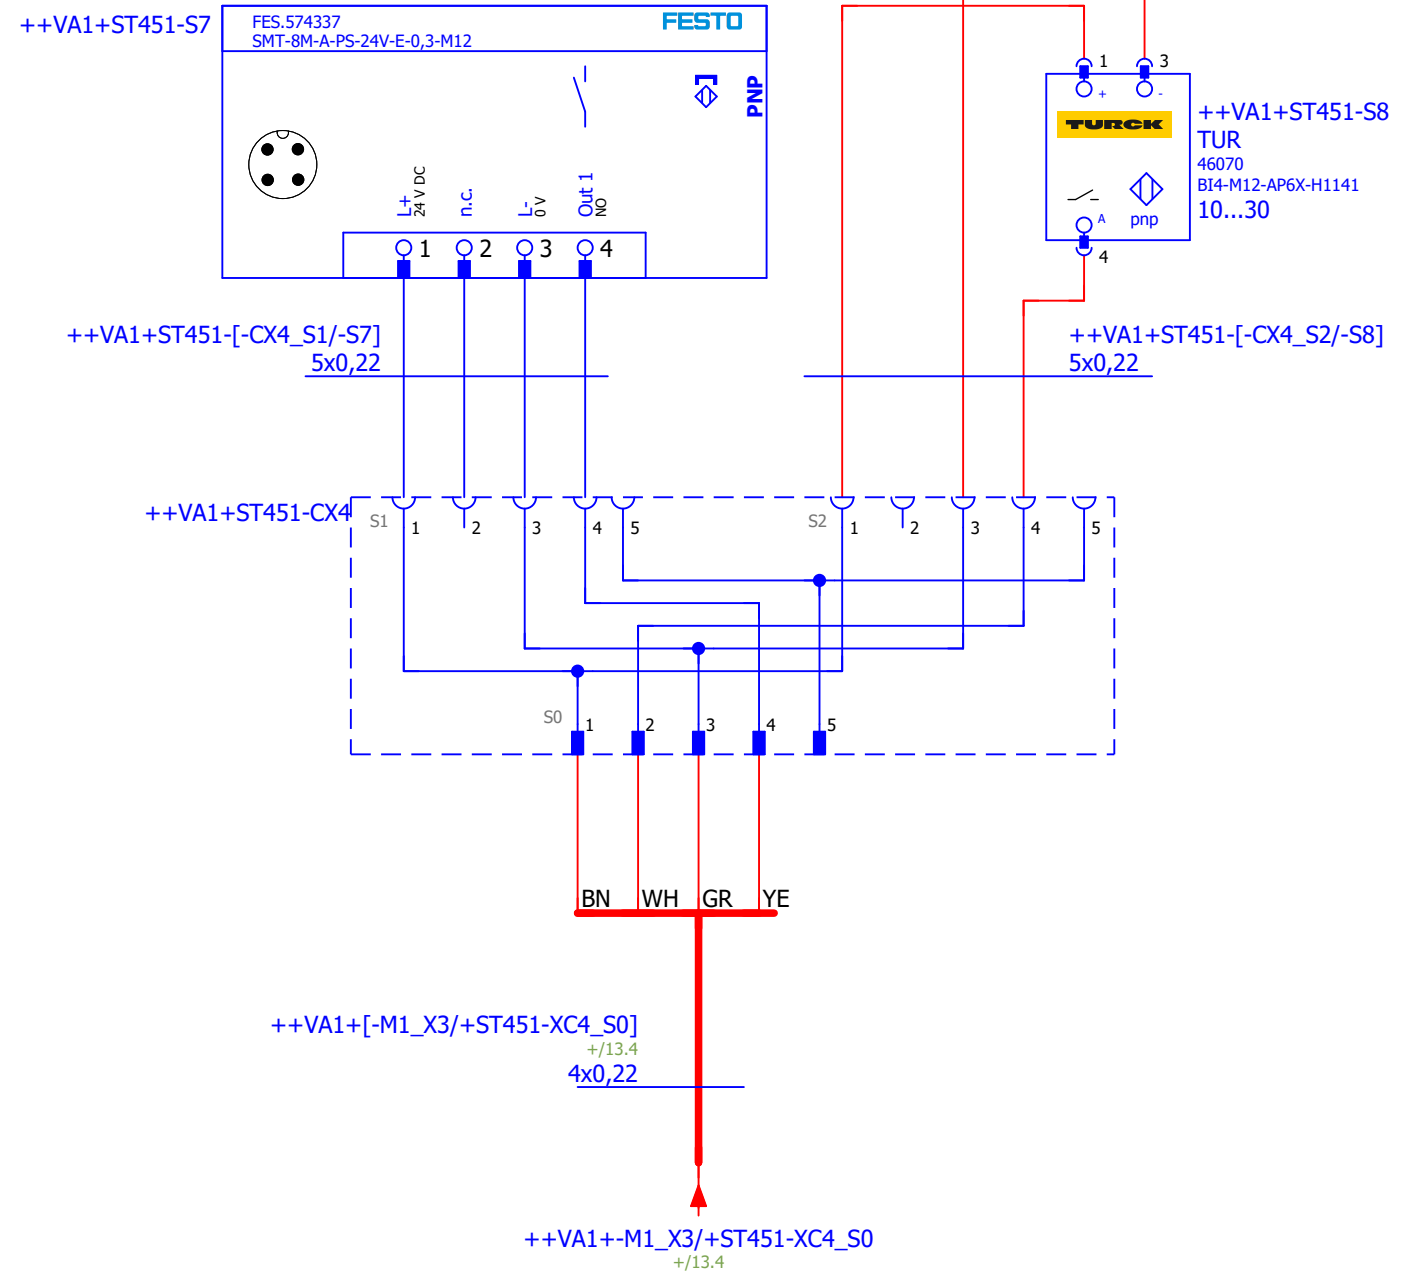 ++VA1+ST451-S7
FES.574337
SMT-8M-A-PS-24V-E-0,3-M12
FESTO
PNP
L+
24 V DC
n.c.
L-
0 V
Out 1
NO
1
2
3
4
1
3
+
-
TURCK
A
pnp
4
++VA1+ST451-S8
TUR
46070
BI4-M12-AP6X-H1141
10...30
++VA1+ST451-[-CX4_S1/-S7]
5x0,22
++VA1+ST451-[-CX4_S2/-S8]
5x0,22
++VA1+ST451-CX4
S1
1
2
3
4
5
S2
1
2
3
4
5
S0
1
2
3
4
5
BN
WH
GR
YE
++VA1+[-M1_X3/+ST451-XC4_S0]
+/13.4
4x0,22
++VA1+-M1_X3/+ST451-XC4_S0
+/13.4